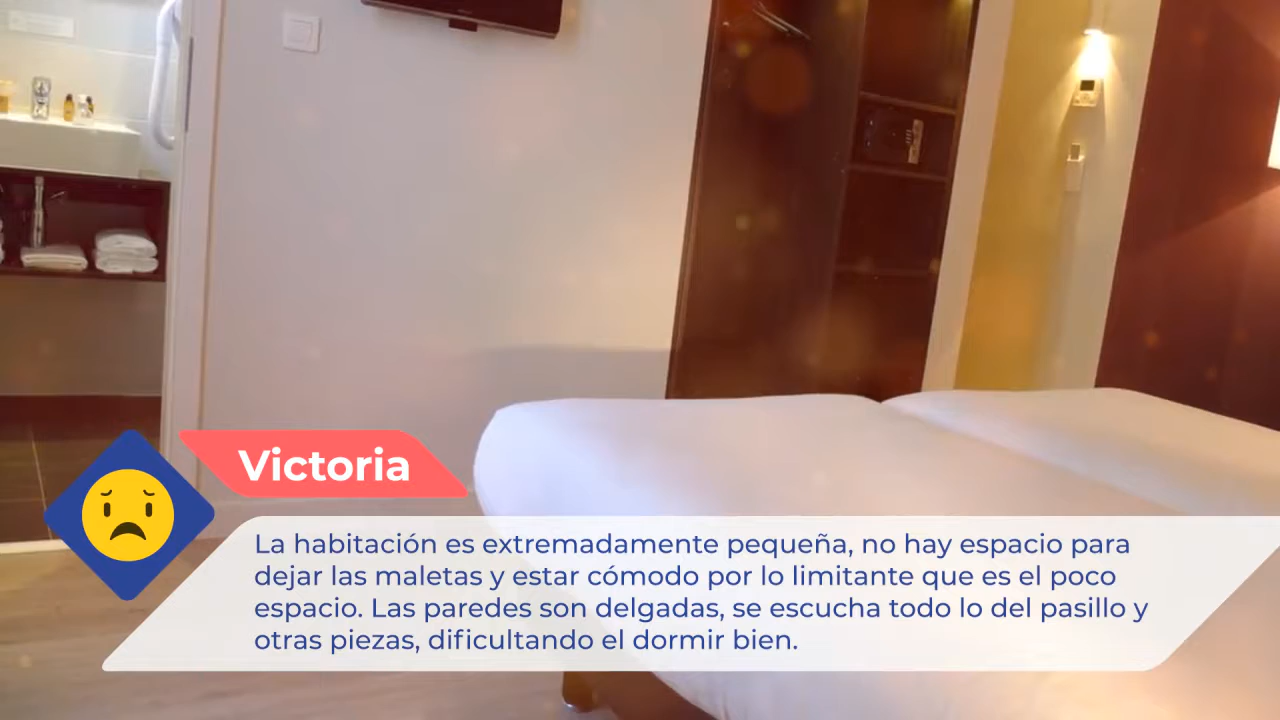 Victoria
La habitación es extremadamente pequeña, no hay espacio para
dejar las maletas y estar cómodo por lo limitante que es el poco
espacio. Las paredes son delgadas, se escucha todo lo del pasillo y
otras piezas, dificultando el dormir bien.